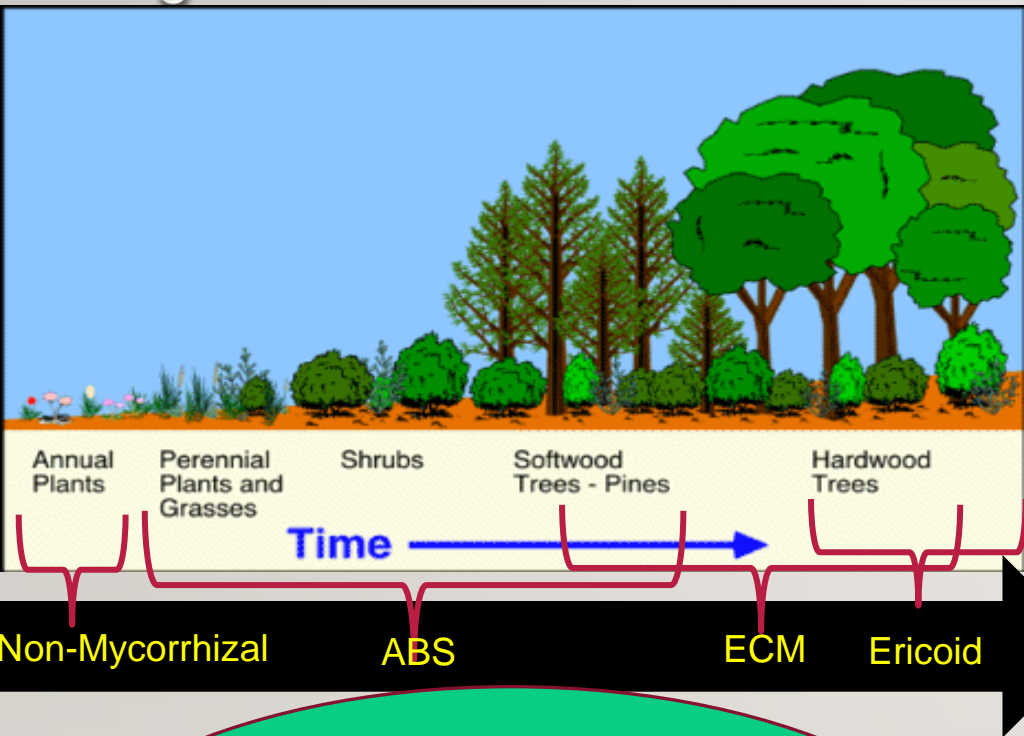 Annual
Plants
Perennial
Plants and
Grasses
Shrubs
Softwood
Trees - Pines
Hardwood
Trees
Time
Non-Mycorrhizal
ABS
ECM
Ericoid